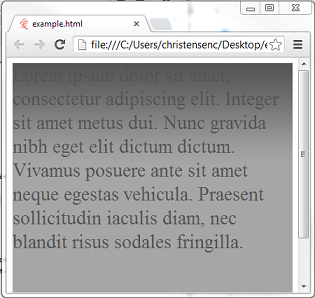 example.html
file:///C:/Users/christensenc/Desktop/e
Lorem ipsum dolor sit amet,
consectetur adipiscing elit. Integer
sit amet metus dui. Nunc gravida
nibh eget elit dictum dictum.
Vivamus posuere ante sit amet
neque egestas vehicula. Praesent
sollicitudin iaculis diam, nec
blandit risus sodales fringilla.